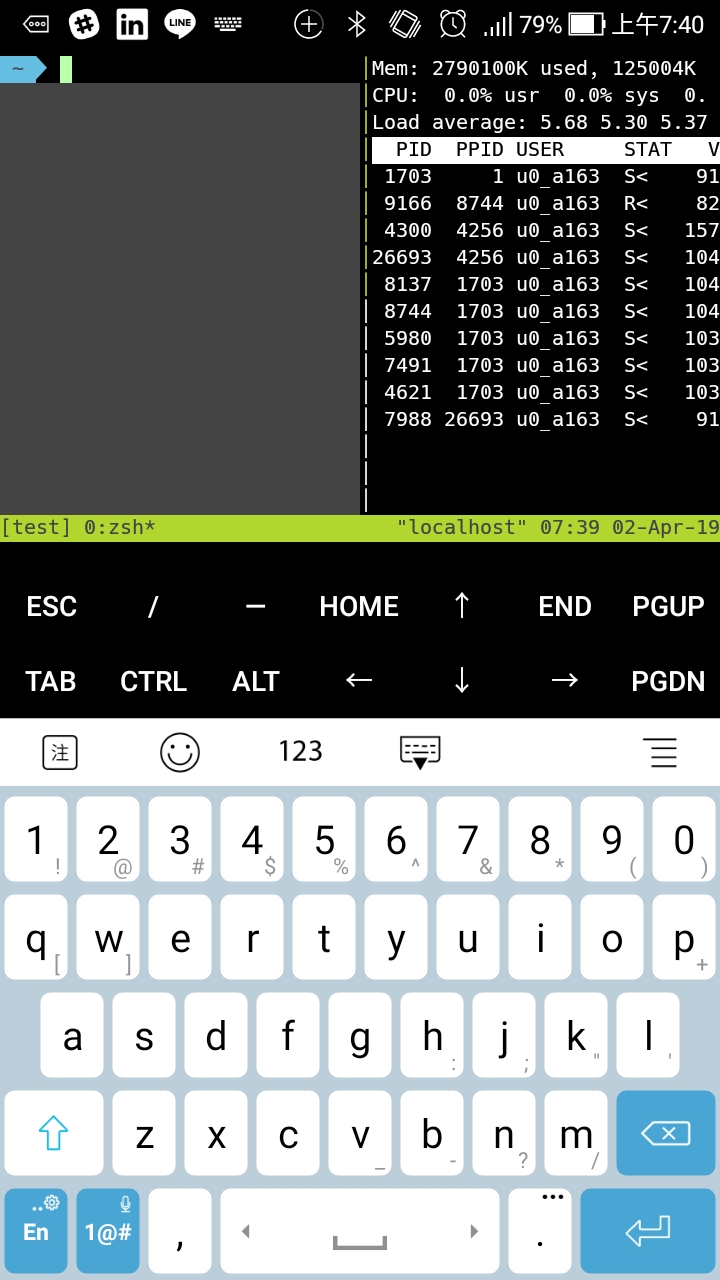 LINE 79% 上午7:40
~
Mem: 2790100K used, 125004K
CPU:  0.0% usr  0.0% sys  0.
Load average: 5.68 5.30 5.37
PID PPID USER STAT V
1703 1 u0_a163 S< 91
9166 8744 u0_a163 R< 82
4300 4256 u0_a163 S< 157
26693 4256 u0_a163 S< 104
8137 1703 u0_a163 S< 104
8744 1703 u0_a163 S< 104
5980 1703 u0_a163 S< 103
7491 1703 u0_a163 S< 103
4621 1703 u0_a163 S< 103
7988 26693 u0_a163 S< 91
[test] 0:zsh* "localhost" 07:39 02-Apr-19
ESC / — HOME ↑ END PGUP
TAB CTRL ALT ← ↓ → PGDN
注 123
1 ! 2 @ 3 # 4 $ 5 % 6 ^ 7 & 8 * 9 ( 0 )
q [ w ] e r t y u i o p +
a s d f g h : j ; k " l '
z x c v _ b - n ? m /
En 1@# , . •••